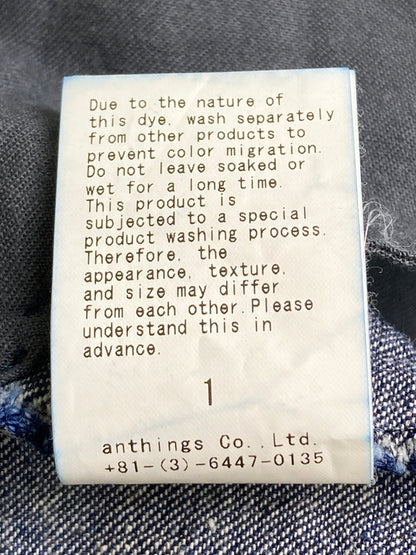 Due to the nature of
this dye, wash separately
from other products to
prevent color migration.
Do not leave soaked or
wet for a long time.
This product is
subjected to a special
product washing process.
Therefore, the
appearance, texture,
and size may differ
from each other.Please
understand this in
advance.
1
anthings Co.,Ltd.
+81-(3)-6447-0135